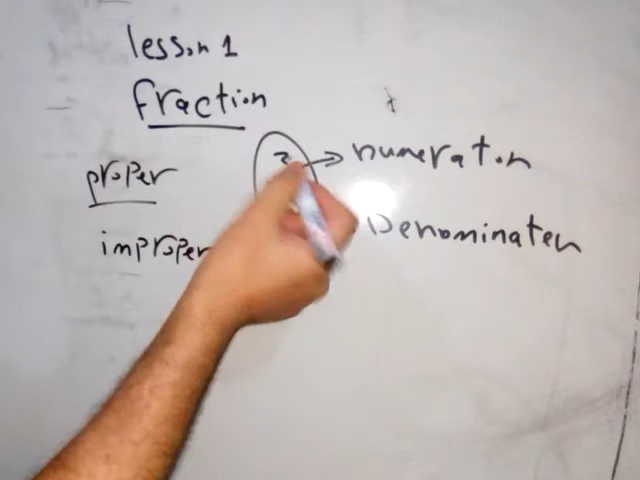 lesson 1
fraction
proper
→ numerator
improper
Denominater